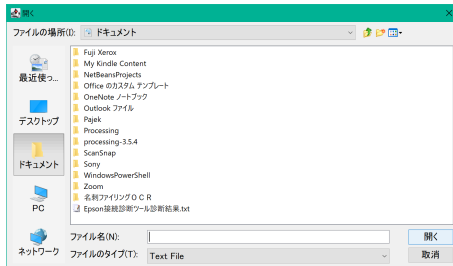 開く
ファイルの場所(I): ドキュメント
Fuji Xerox
My Kindle Content
NetBeansProjects
Office のカスタム テンプレート
OneNote ノートブック
Outlook ファイル
Pajek
Processing
processing-3.5.4
ScanSnap
Sony
WindowsPowerShell
Zoom
名刺ファイリングＯＣＲ
Epson接続診断ツール診断結果.txt
最近使っ...
デスクトップ
ドキュメント
PC
ネットワーク
ファイル名(N): 開く
ファイルのタイプ(T): Text File 取消